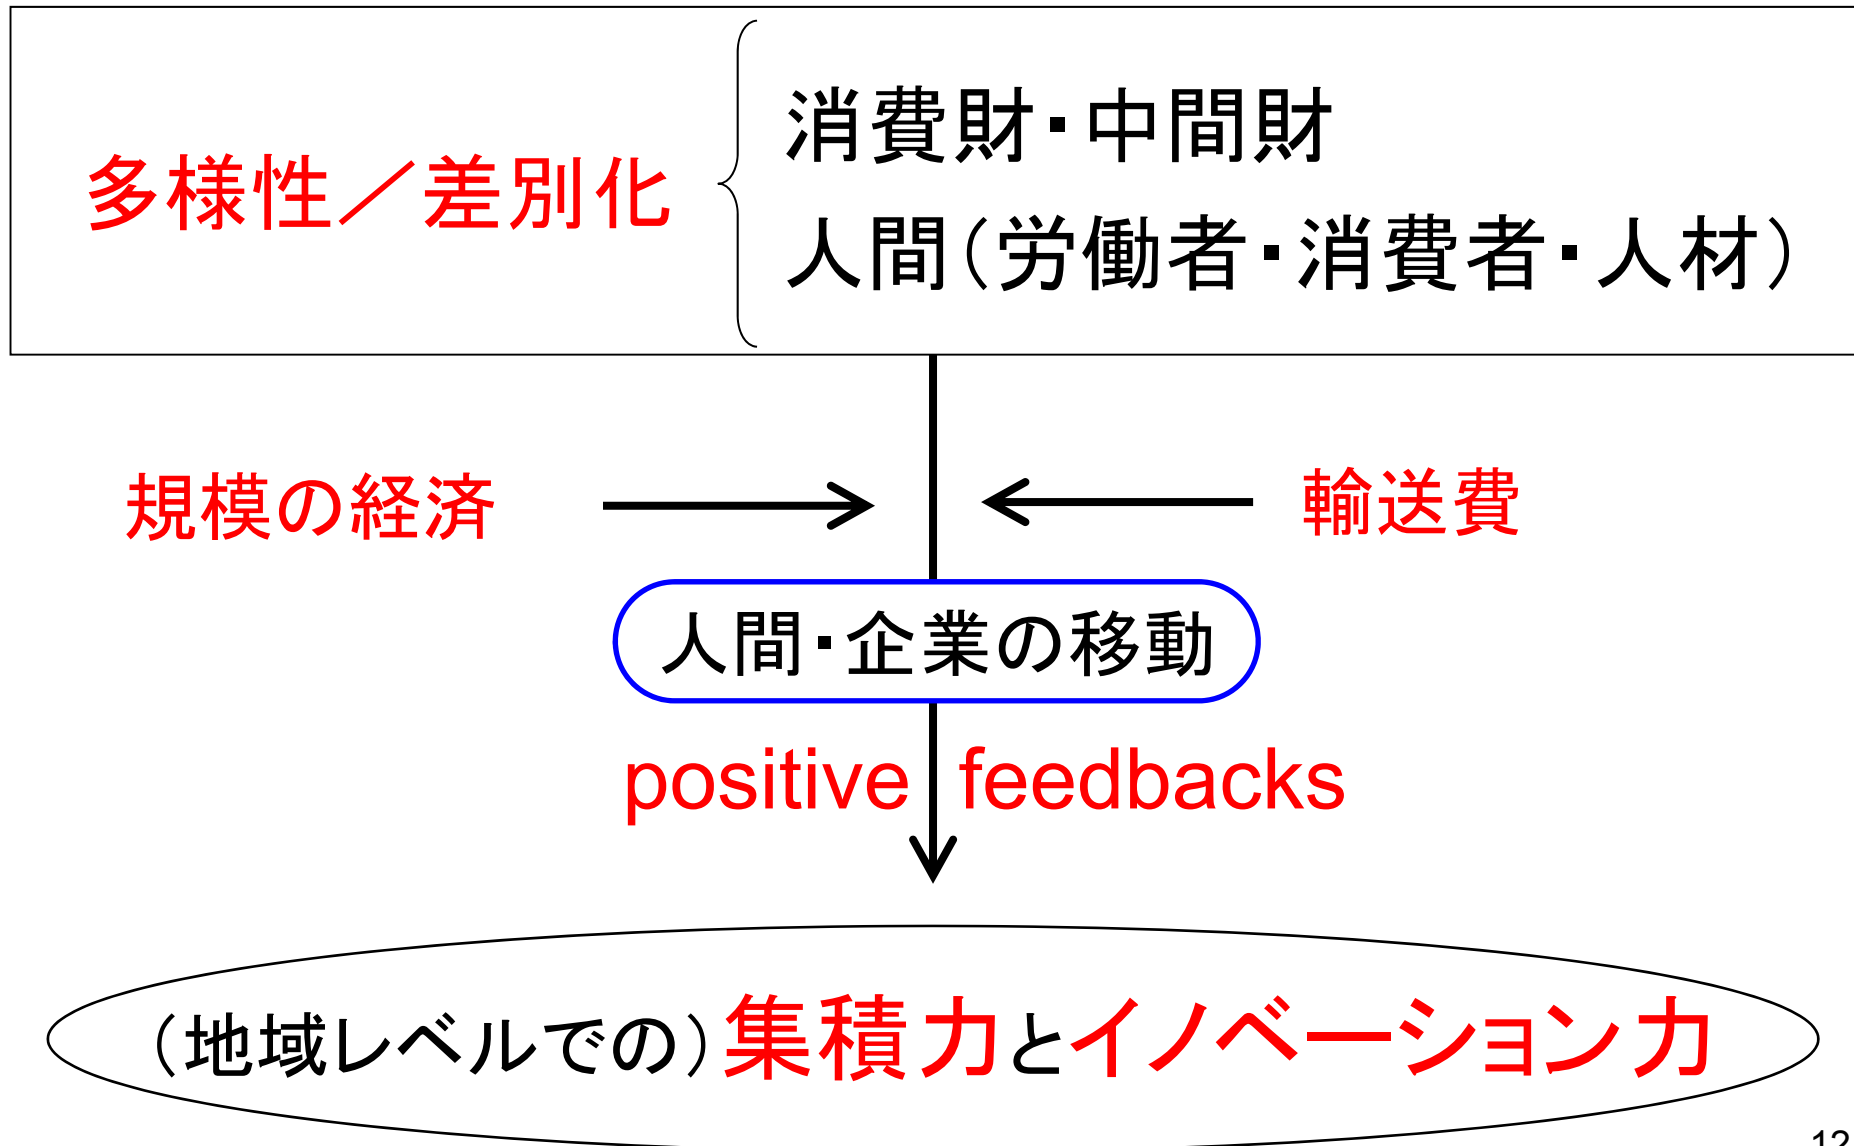 消費財・中間財
多様性／差別化
人間（労働者・消費者・人材）
規模の経済
輸送費
人間・企業の移動
positive feedbacks
（地域レベルでの）集積力とイノベーション力
12